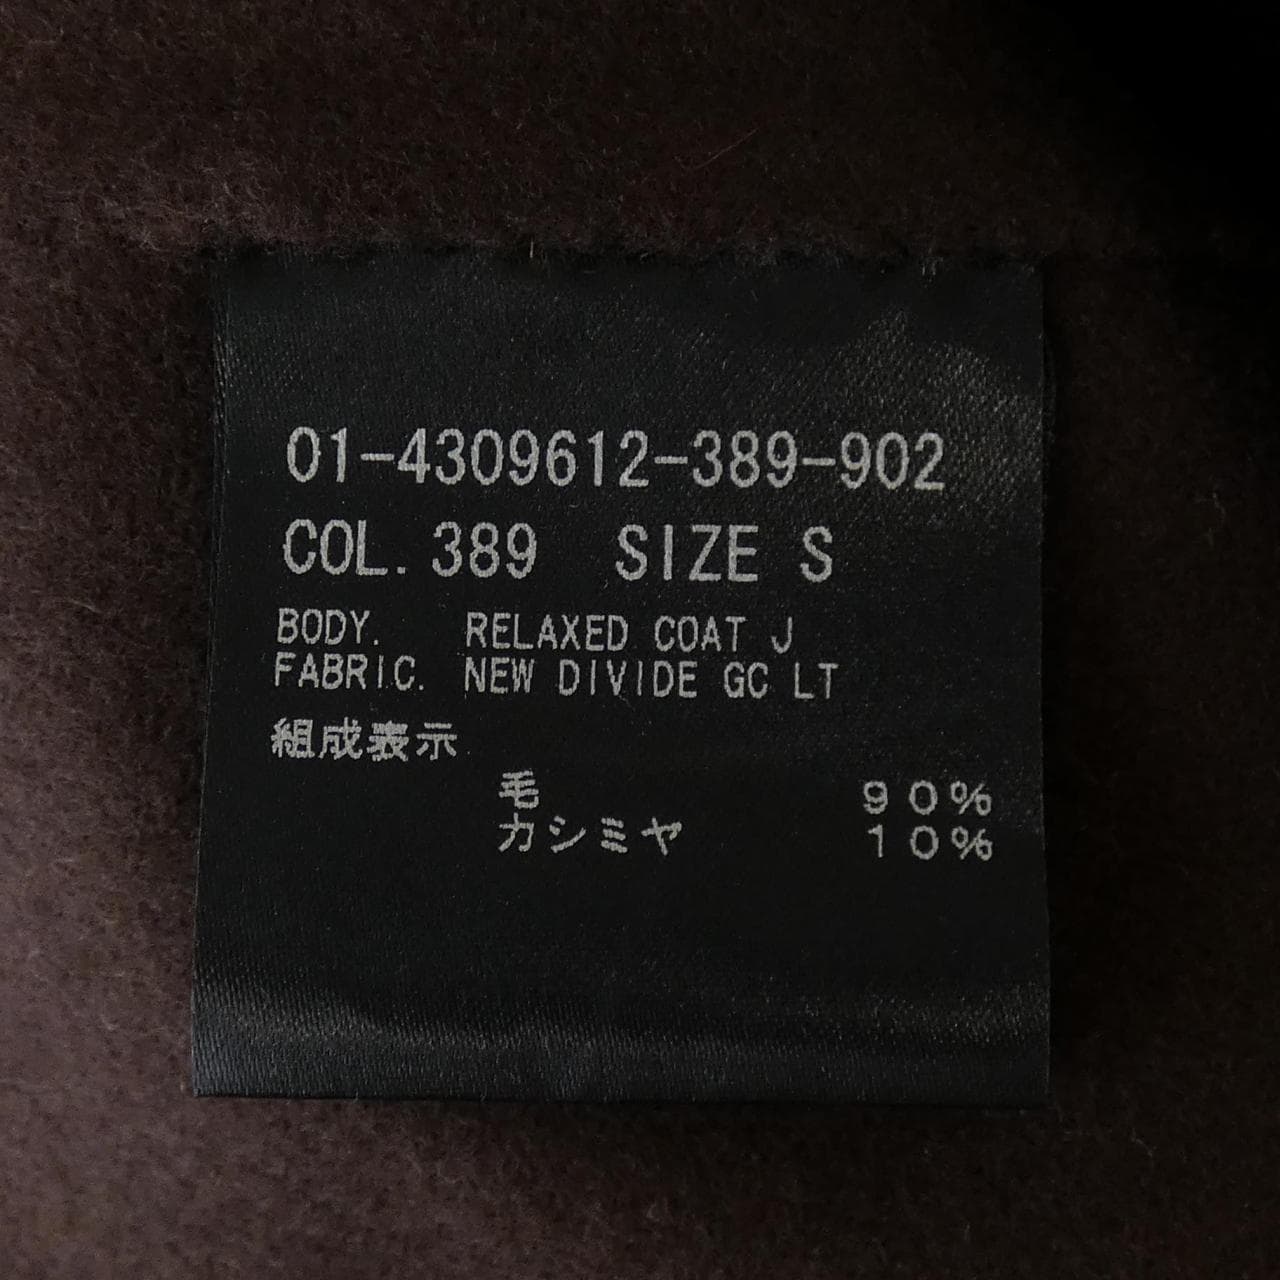 01-4309612-389-902
COL. 389 SIZE S
BODY. RELAXED COAT J
FABRIC. NEW DIVIDE GC LT
組成表示
毛 90%
カシミヤ 10%